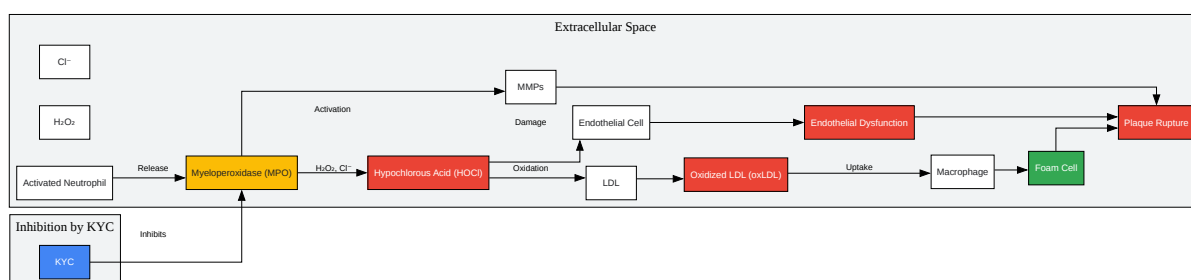 Extracellular Space
Cl⁻
MMPs
Activation
H₂O₂
Damage
Endothelial Cell
Endothelial Dysfunction
Plaque Rupture
Activated Neutrophil
Release
Myeloperoxidase (MPO)
H₂O₂, Cl⁻
Hypochlorous Acid (HOCl)
Oxidation
LDL
Oxidized LDL (oxLDL)
Uptake
Macrophage
Foam Cell
Inhibition by KYC
Inhibits
KYC